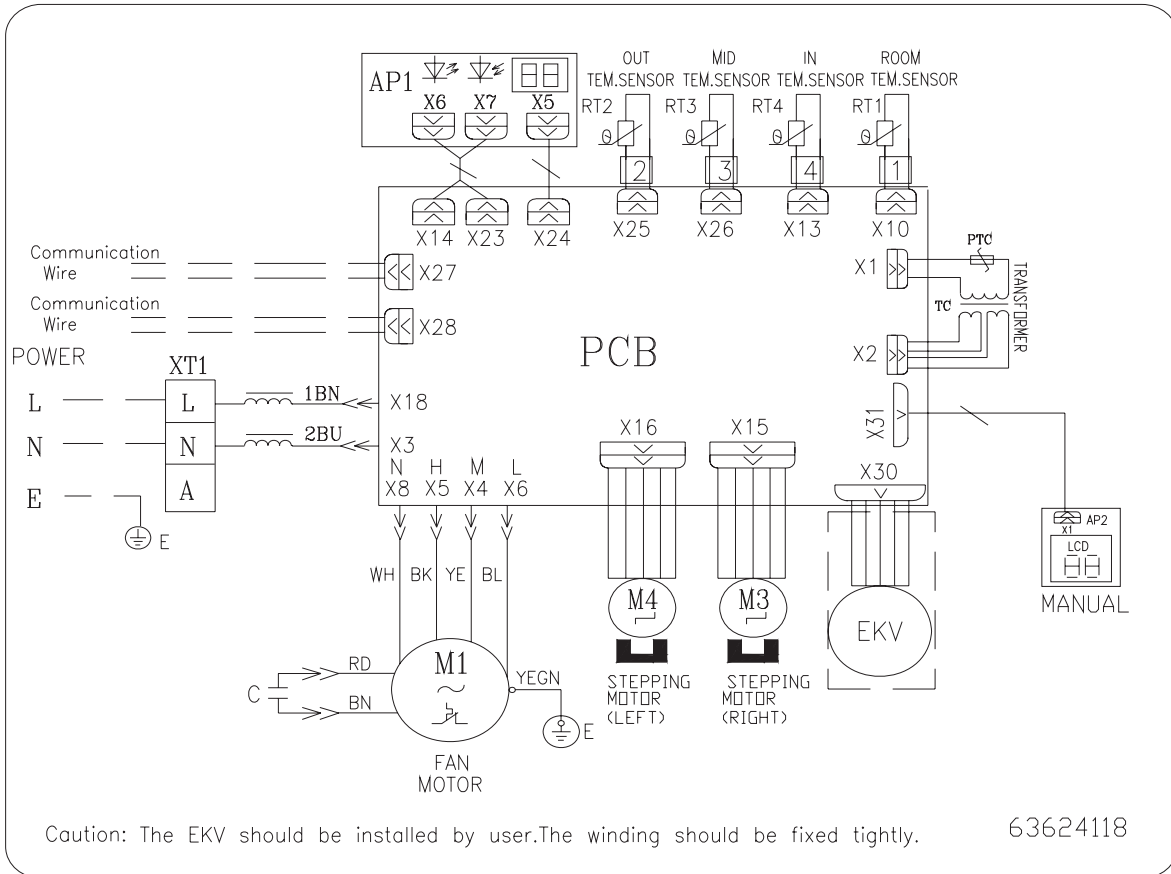 OUT MID IN ROOM
TEM.SENSOR TEM.SENSOR TEM.SENSOR TEM.SENSOR
AP1
X6 X7 X5
RT2 RT3 RT4 RT1
θ θ θ θ
2 3 4 1
X14 X23 X24 X25 X26 X13 X10
Communication
Wire
X27
X1
PTC
TC
TRANSFORMER
Communication
Wire
X28
X2
PCB
POWER
XT1
L L 1BN X18
N N 2BU X3
E A
E
X31
X16 X15
X30
N H M L
X8 X5 X4 X6
AP2
X1
LCD
MANUAL
WH BK YE BL
M4 M3
EKV
STEPPING
MOTOR
(LEFT)
STEPPING
MOTOR
(RIGHT)
M1
~
RD
C
BN
YEGN
E
FAN
MOTOR
Caution: The EKV should be installed by user.The winding should be fixed tightly.
63624118